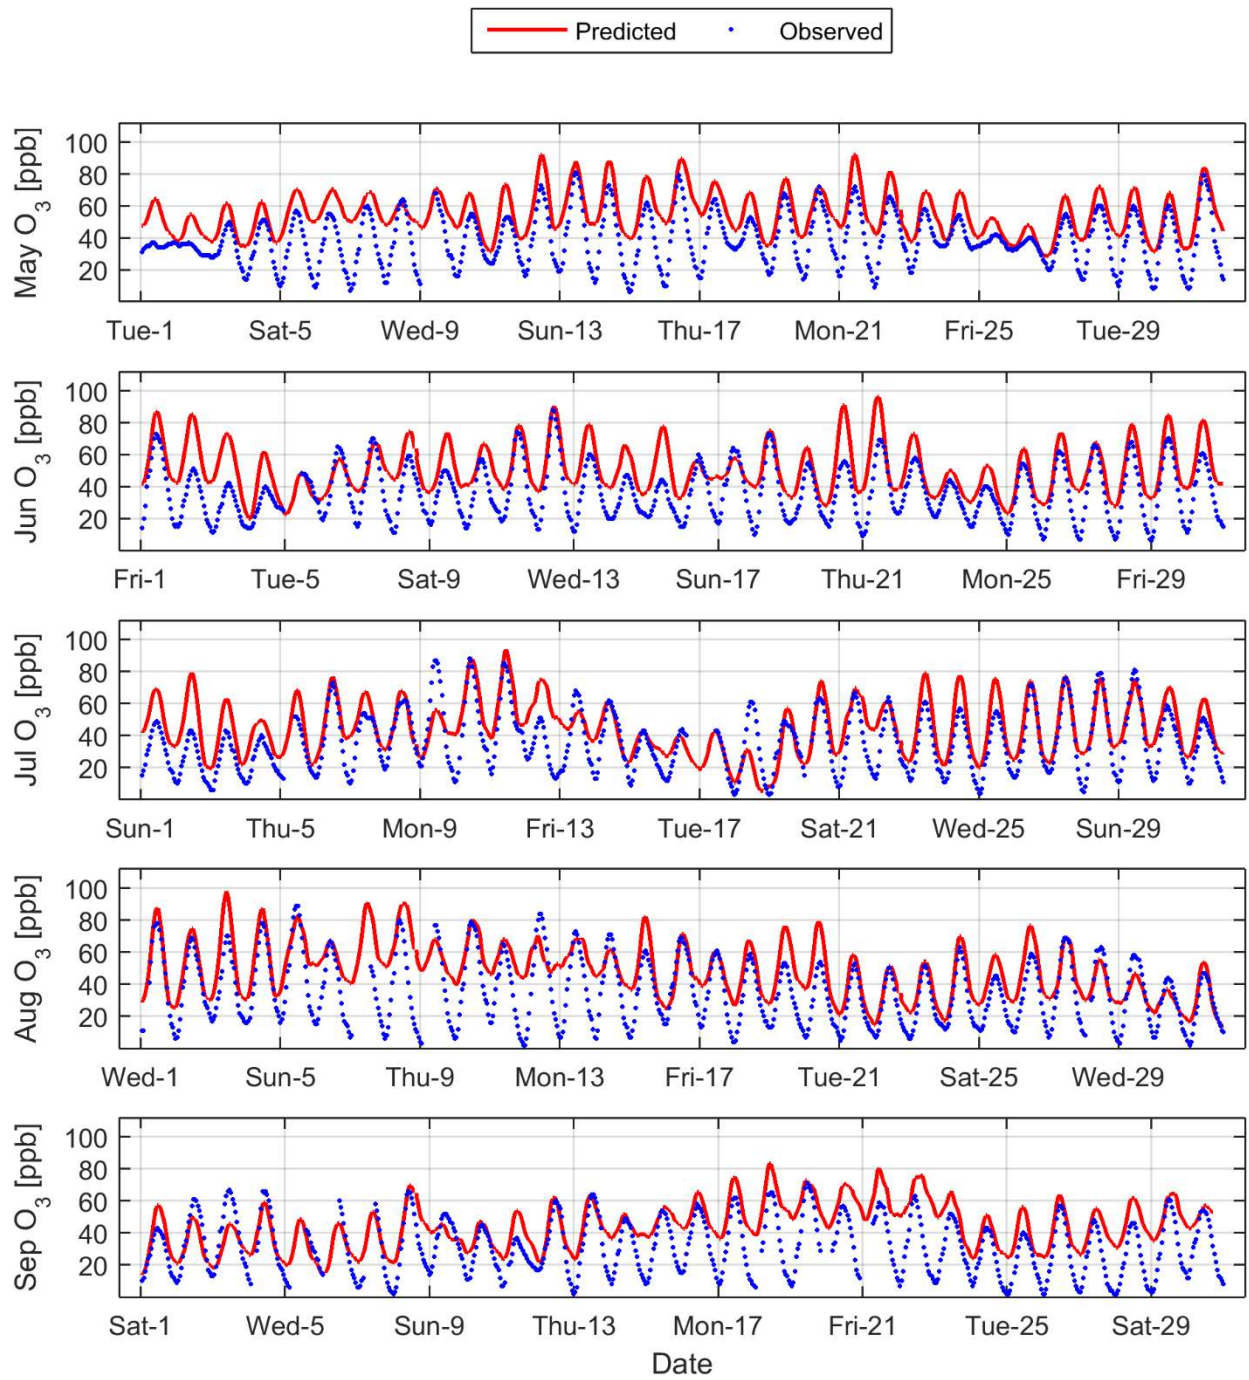 Predicted Observed
May O3 [ppb]
100
80
60
40
20
Tue-1 Sat-5 Wed-9 Sun-13 Thu-17 Mon-21 Fri-25 Tue-29
Jun O3 [ppb]
100
80
60
40
20
Fri-1 Tue-5 Sat-9 Wed-13 Sun-17 Thu-21 Mon-25 Fri-29
Jul O3 [ppb]
100
80
60
40
20
Sun-1 Thu-5 Mon-9 Fri-13 Tue-17 Sat-21 Wed-25 Sun-29
Aug O3 [ppb]
100
80
60
40
20
Wed-1 Sun-5 Thu-9 Mon-13 Fri-17 Tue-21 Sat-25 Wed-29
Sep O3 [ppb]
100
80
60
40
20
Sat-1 Wed-5 Sun-9 Thu-13 Mon-17 Fri-21 Tue-25 Sat-29
Date